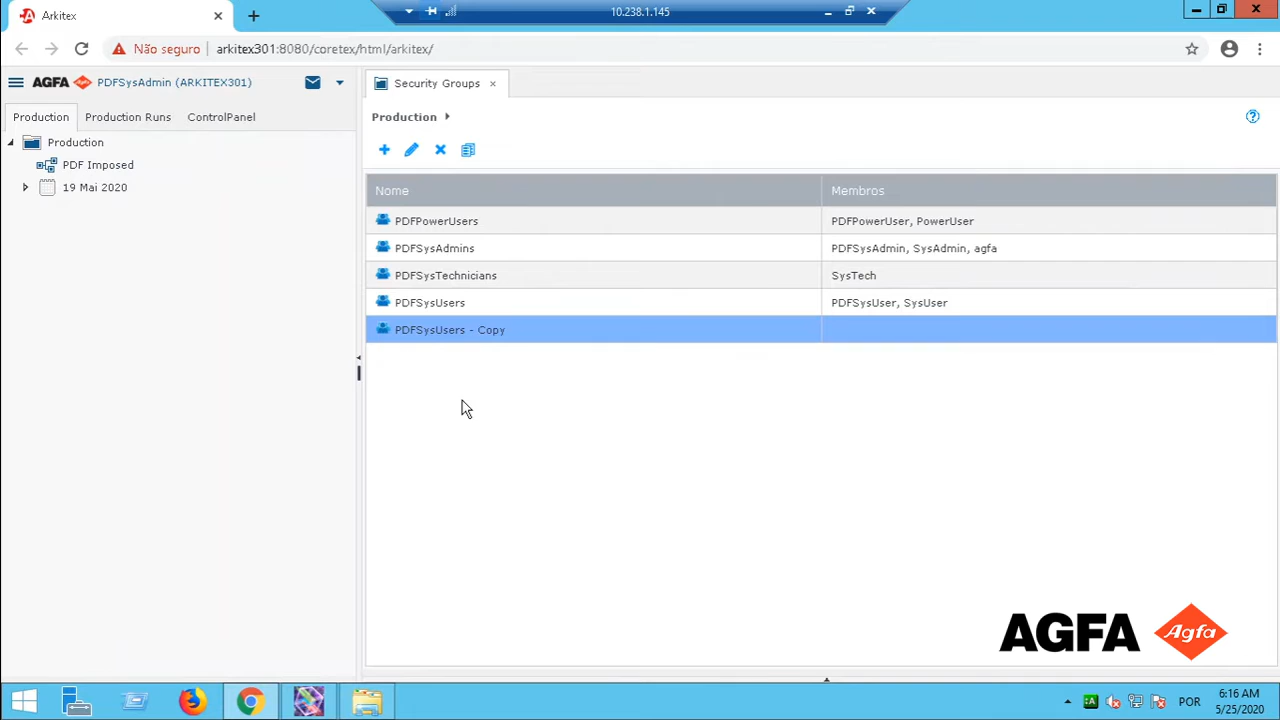 Arkitex
10.238.1.145
Não seguro
arkitex301:8080/coretex/html/arkitex/
AGFA
PDFSysAdmin (ARKITEX301)
Production
Production Runs
ControlPanel
Production
PDF Imposed
19 Mai 2020
Security Groups
Production
Nome
Membros
PDFPowerUsers
PDFPowerUser, PowerUser
PDFSysAdmins
PDFSysAdmin, SysAdmin, agfa
PDFSysTechnicians
SysTech
PDFSysUsers
PDFSysUser, SysUser
PDFSysUsers - Copy
AGFA
Agfa
POR
6:16 AM
5/25/2020